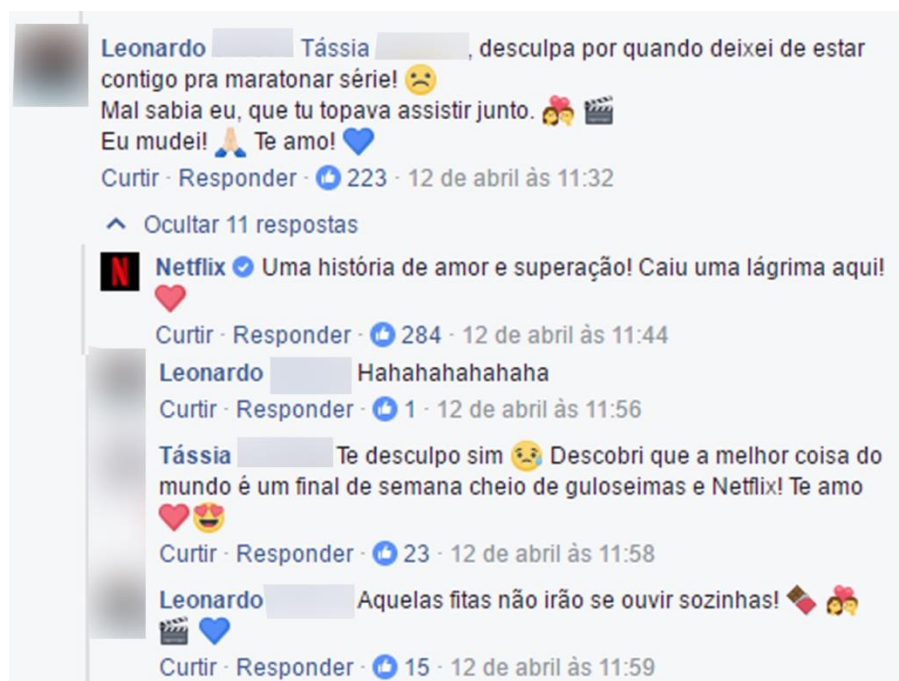 Leonardo Tássia , desculpa por quando deixei de estar
contigo pra maratonar série! 🙁
Mal sabia eu, que tu topava assistir junto. 💑 🎬
Eu mudei! 🙏🏻 Te amo! 💙
Curtir · Responder · 223 · 12 de abril às 11:32
Ocultar 11 respostas
N
Netflix Uma história de amor e superação! Caiu uma lágrima aqui!
❤️
Curtir · Responder · 284 · 12 de abril às 11:44
Leonardo Hahahahahahaha
Curtir · Responder · 1 · 12 de abril às 11:56
Tássia Te desculpo sim 😢 Descobri que a melhor coisa do
mundo é um final de semana cheio de guloseimas e Netflix! Te amo
❤️😍
Curtir · Responder · 23 · 12 de abril às 11:58
Leonardo Aquelas fitas não irão se ouvir sozinhas! 🍫 💑
🎬 💙
Curtir · Responder · 15 · 12 de abril às 11:59